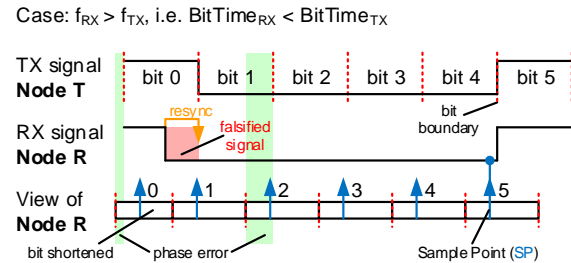 Case: fRX > fTX, i.e. BitTimeRX < BitTimeTX
TX signal
Node T
bit 0 bit 1 bit 2 bit 3 bit 4 bit 5
resync
bit boundary
RX signal
Node R
falsified signal
0 1 2 3 4 5
View of
Node R
bit shortened
phase error
Sample Point (SP)